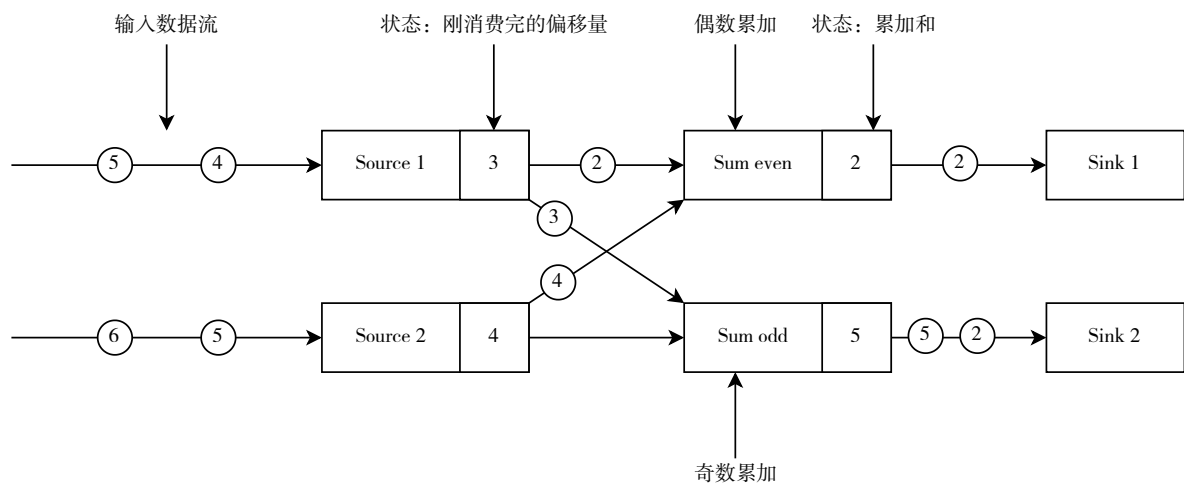 输入数据流
状态：刚消费完的偏移量
偶数累加
状态：累加和
5
4
Source 1
3
2
Sum even
2
2
Sink 1
3
4
6
5
Source 2
4
Sum odd
5
5
2
Sink 2
奇数累加